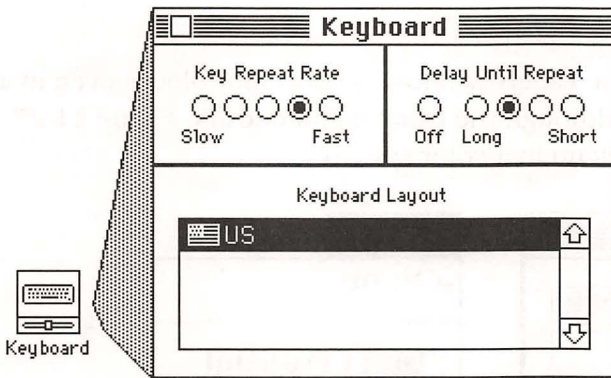 Keyboard
Key Repeat Rate
Slow Fast
Delay Until Repeat
Off Long Short
Keyboard Layout
US
Keyboard